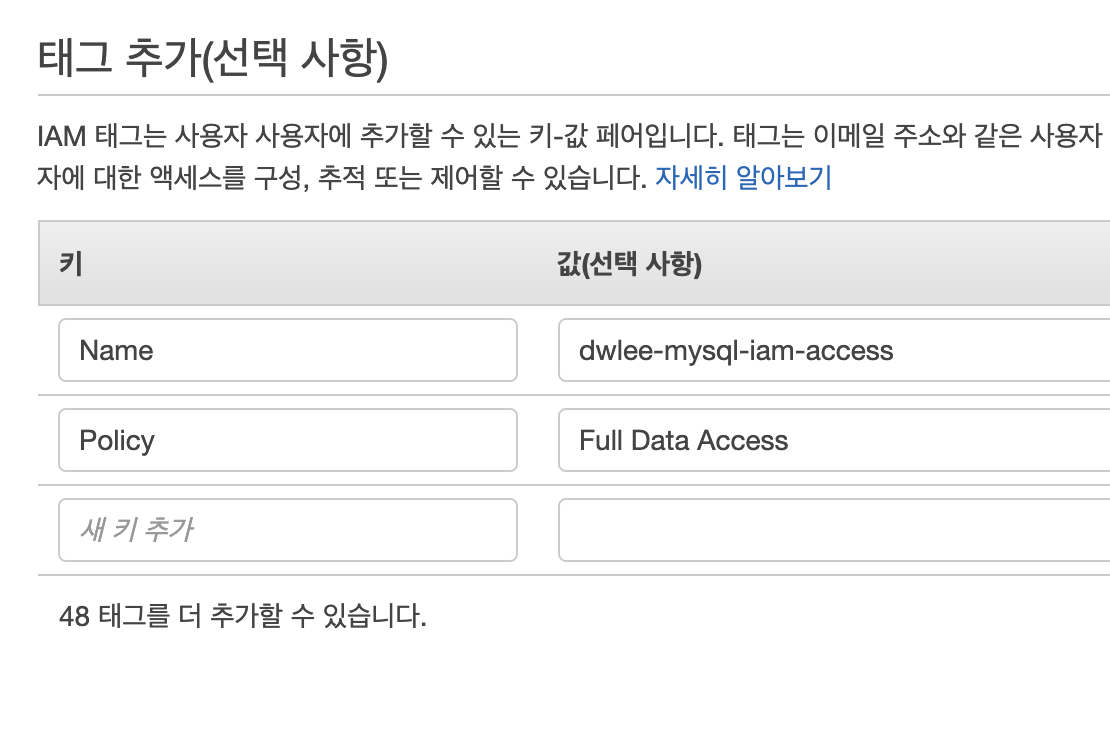 태그 추가(선택 사항)
IAM 태그는 사용자 사용자에 추가할 수 있는 키-값 페어입니다. 태그는 이메일 주소와 같은 사용자
자에 대한 액세스를 구성, 추적 또는 제어할 수 있습니다. 자세히 알아보기
키 값(선택 사항)
Name dwlee-mysql-iam-access
Policy Full Data Access
새 키 추가
48 태그를 더 추가할 수 있습니다.